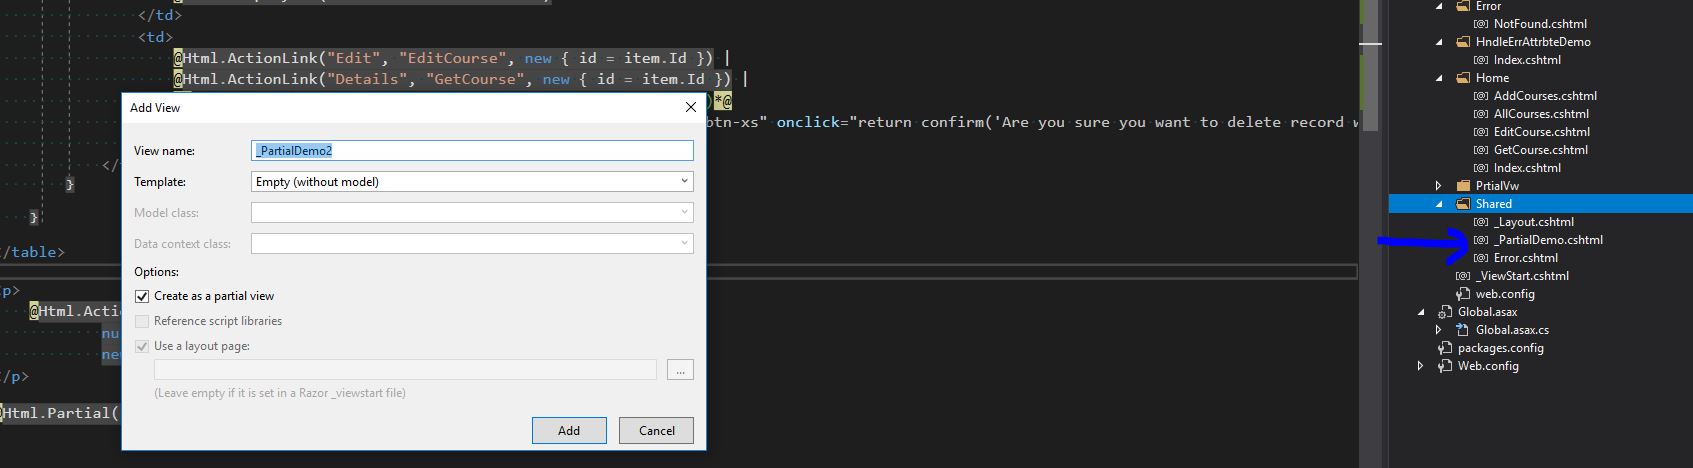 </td>
<td>
@Html.ActionLink("Edit", "EditCourse", new { id = item.Id }) |
@Html.ActionLink("Details", "GetCourse", new { id = item.Id }) |
)*@
btn-xs" onclick="return confirm('Are you sure you want to delete record w
</
}
}
/table>
p>
@Html.Acti
nu
ne
/p>
@Html.Partial(
Add View
View name:
_PartialDemo2
Template:
Empty (without model)
Model class:
Data context class:
Options:
Create as a partial view
Reference script libraries
Use a layout page:
...
(Leave empty if it is set in a Razor _viewstart file)
Add
Cancel
Error
NotFound.cshtml
HndleErrAttrbteDemo
Index.cshtml
Home
AddCourses.cshtml
AllCourses.cshtml
EditCourse.cshtml
GetCourse.cshtml
Index.cshtml
PrtialVw
Shared
_Layout.cshtml
_PartialDemo.cshtml
Error.cshtml
_ViewStart.cshtml
web.config
Global.asax
Global.asax.cs
packages.config
Web.config